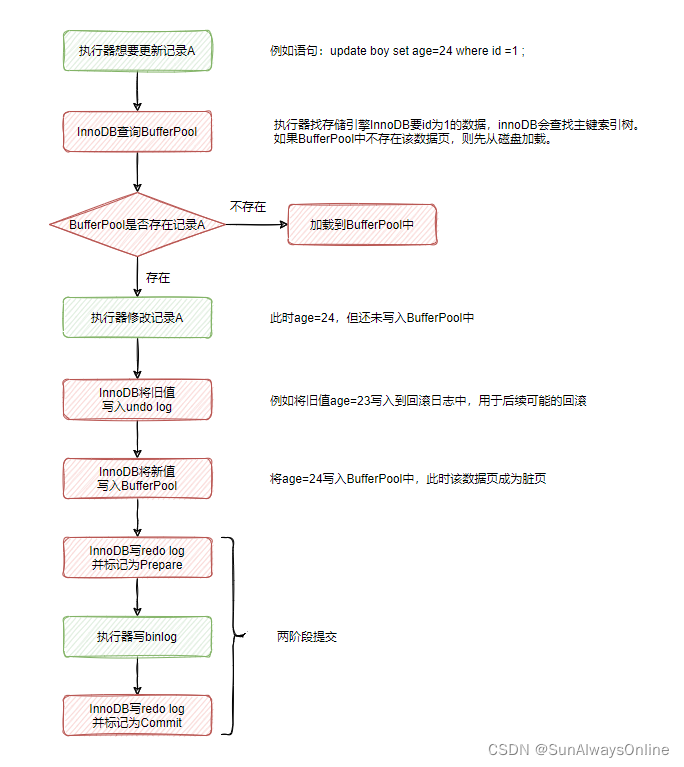 执行器想要更新记录A
例如语句：update boy set age=24 where id =1 ;
InnoDB查询BufferPool
执行器找存储引擎InnoDB要id为1的数据，innoDB会查找主键索引树。
如果BufferPool中不存在该数据页，则先从磁盘加载。
BufferPool是否存在记录A
不存在
加载到BufferPool中
存在
执行器修改记录A
此时age=24，但还未写入BufferPool中
InnoDB将旧值
写入undo log
例如将旧值age=23写入到回滚日志中，用于后续可能的回滚
InnoDB将新值
写入BufferPool
将age=24写入BufferPool中，此时该数据页成为脏页
InnoDB写redo log
并标记为Prepare
执行器写binlog
两阶段提交
InnoDB写redo log
并标记为Commit
CSDN @SunAlwaysOnline